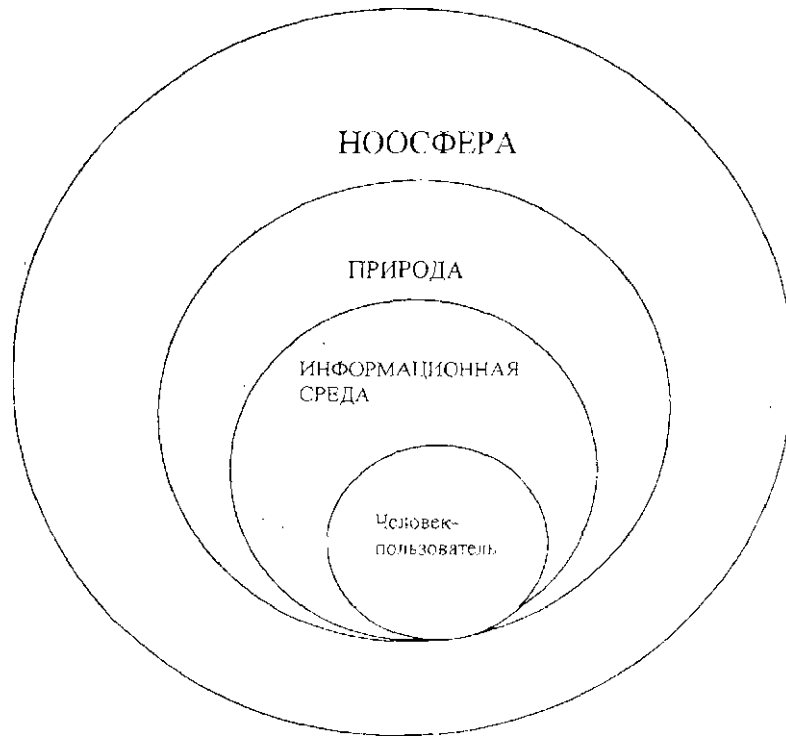 НООСФЕРА
ПРИРОДА
ИНФОРМАЦИОННАЯ
СРЕДА
Человек-
пользователь